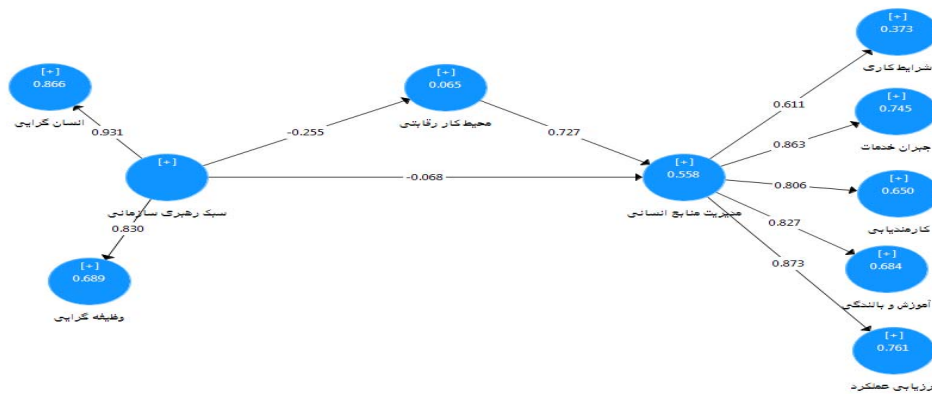 [+]
0.373
شرایط کاری
[+]
0.866
انسان گرایی
[+]
0.065
محیط کار رقابتی
0.611
[+]
0.745
جبران خدمات
0.931
-0.255
0.727
0.863
[+]
سبک رهبری سازمانی
-0.068
[+]
0.558
مدیریت منابع انسانی
0.806
[+]
0.650
کارمندیابی
0.830
0.827
0.873
[+]
0.689
وظیفه گرایی
[+]
0.684
آموزش و بالندگی
[+]
0.761
رزیابی عملکرد